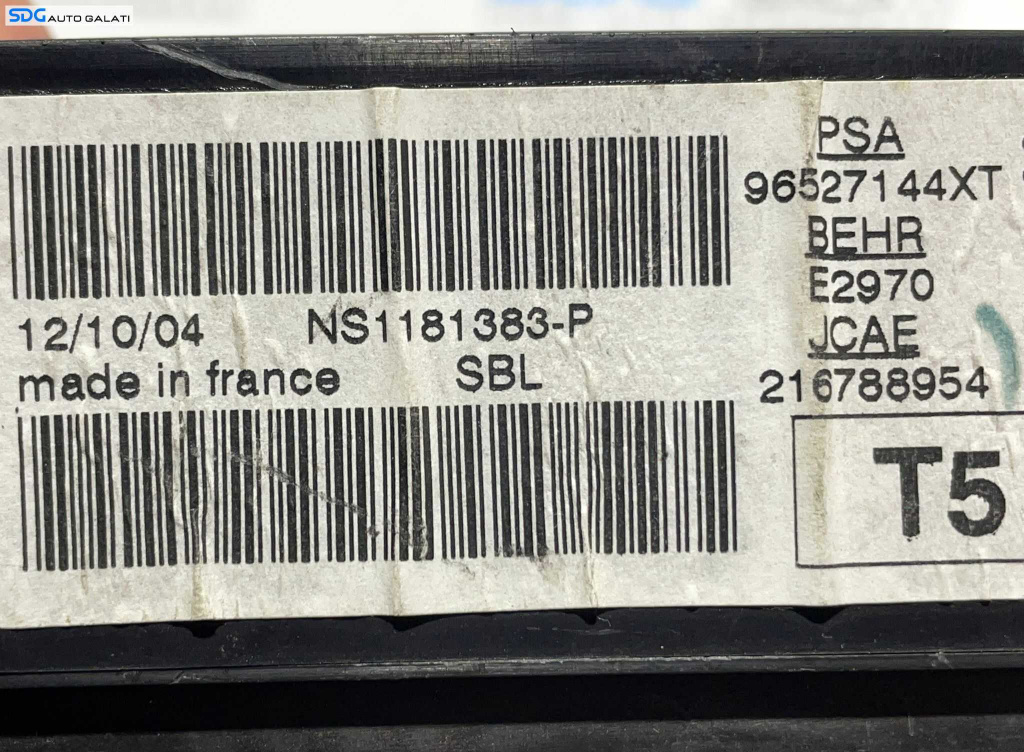 SDG AUTO GALATI
PSA
96527144XT
BEHR
E2970
JCAE
216788954
12/10/04 NS1181383-P
made in france SBL
T5